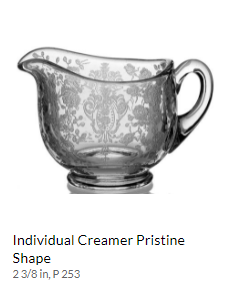 Individual Creamer Pristine
Shape
2 3/8 in, P 253